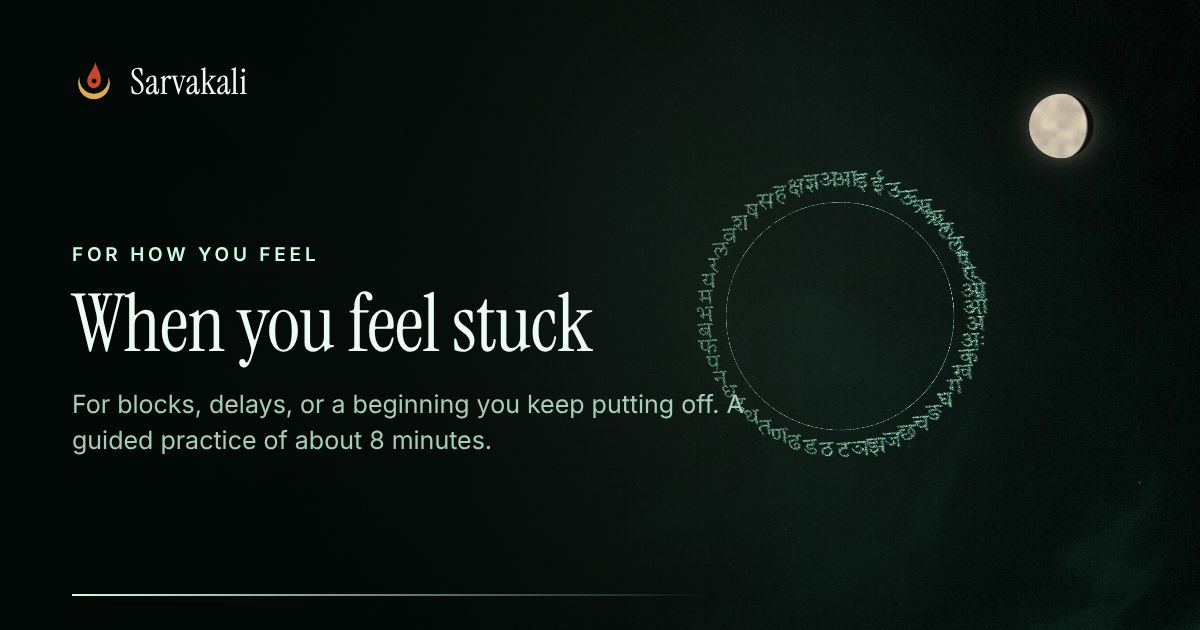 Sarvakali
FOR HOW YOU FEEL
When you feel stuck
For blocks, delays, or a beginning you keep putting off. A
guided practice of about 8 minutes.